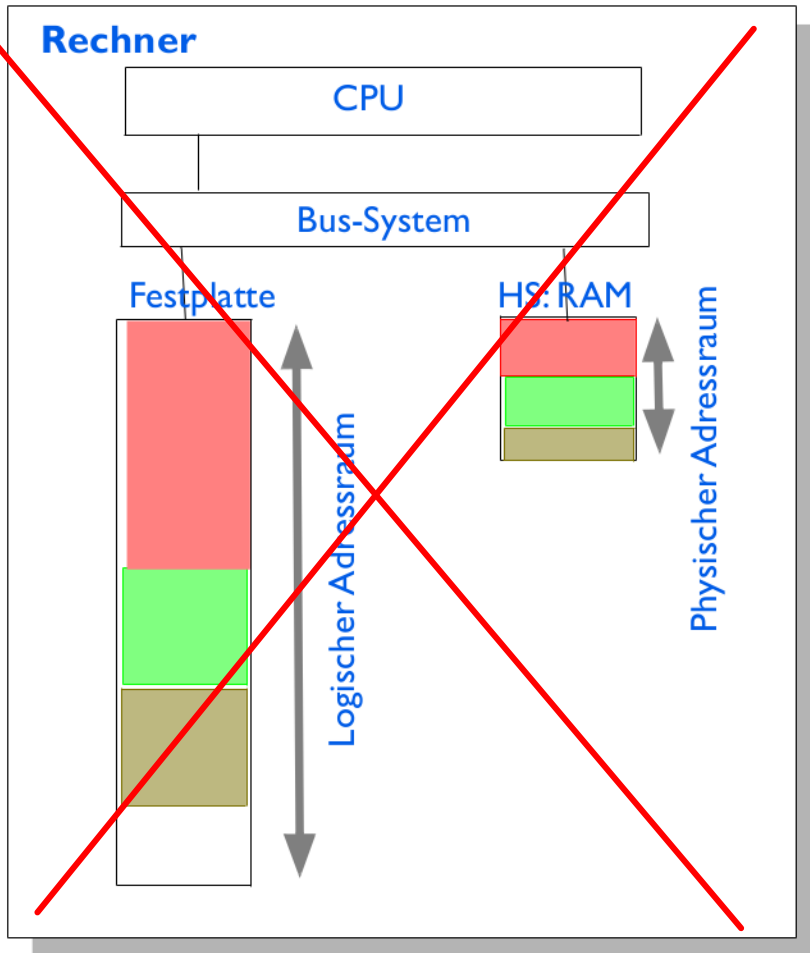 Rechner
CPU
Bus-System
Festplatte
HS: RAM
Logischer Adressraum
Physischer Adressraum